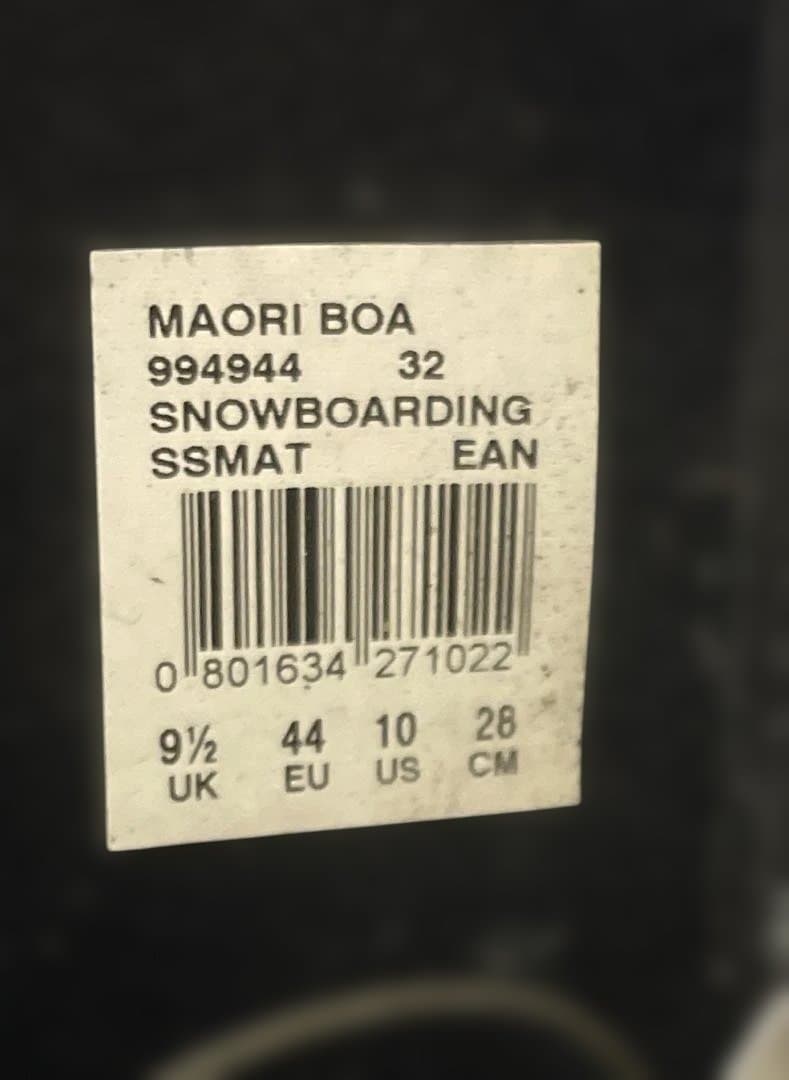 MAORI BOA
994944 32
SNOWBOARDING
SSMAT EAN
0 801634 271022
9½ 44 10 28
UK EU US CM